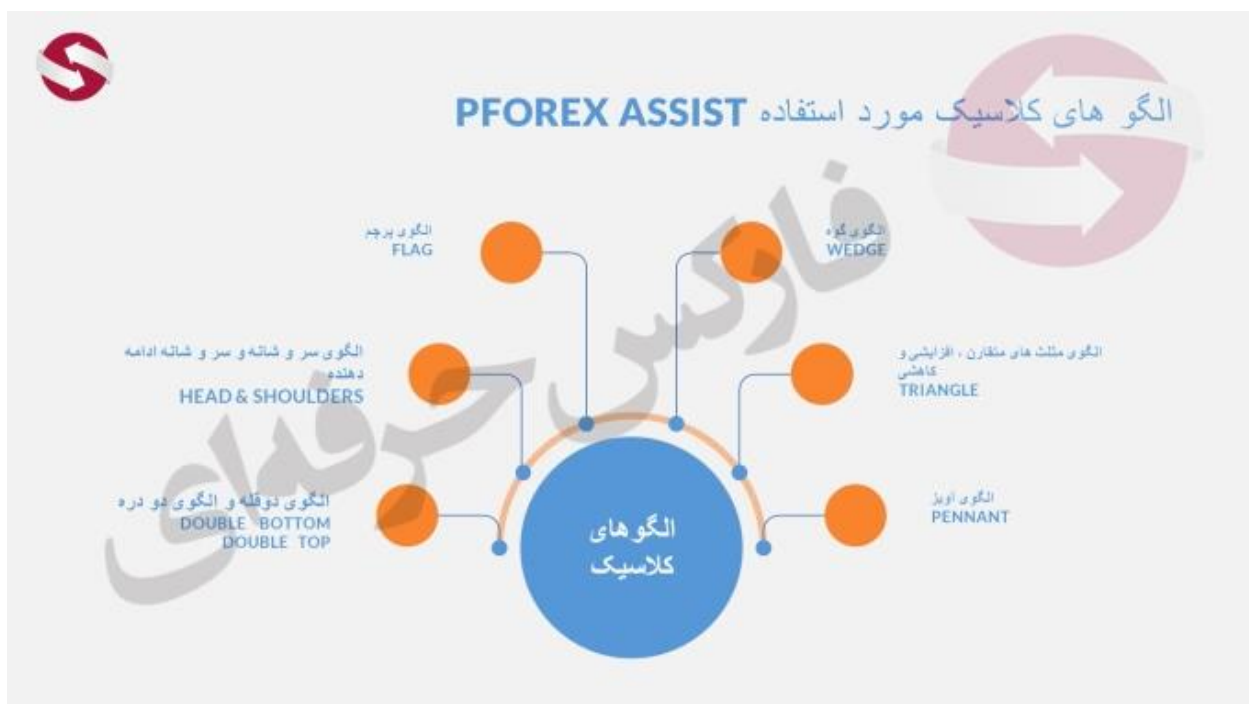 الگو های کلاسیک مورد استفاده PFOREX ASSIST
الگوی گوه
WEDGE
الگوی پرچم
FLAG
الگوی مثلث های متقارن ، افزایشی و
کاهشی
TRIANGLE
الگوی سر و شانه و سر و شانه ادامه
دهنده
HEAD & SHOULDERS
الگوی آویز
PENNANT
الگوی دوقله و الگوی دو دره
DOUBLE BOTTOM
DOUBLE TOP
الگوهای
کلاسیک
فارکس حرفه‌ای